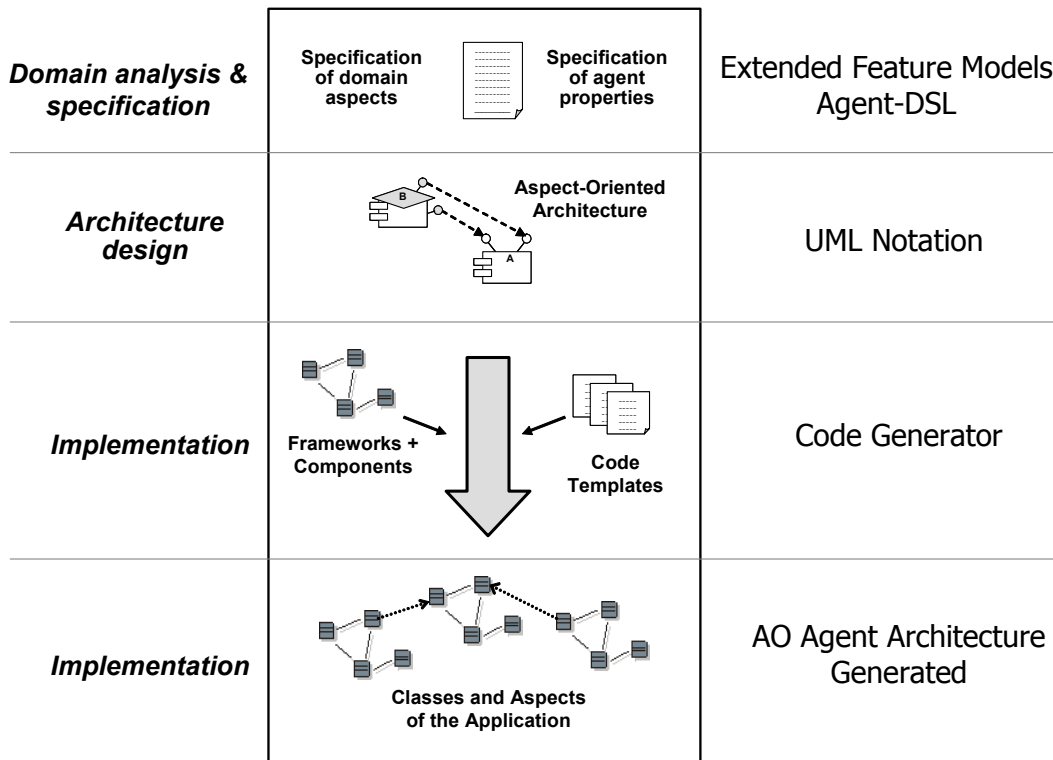 Domain analysis &
specification
Specification
of domain
aspects
Specification
of agent
properties
Extended Feature Models
Agent-DSL
Architecture
design
B
A
Aspect-Oriented
Architecture
UML Notation
Implementation
Frameworks +
Components
Code
Templates
Code Generator
Implementation
Classes and Aspects
of the Application
AO Agent Architecture
Generated